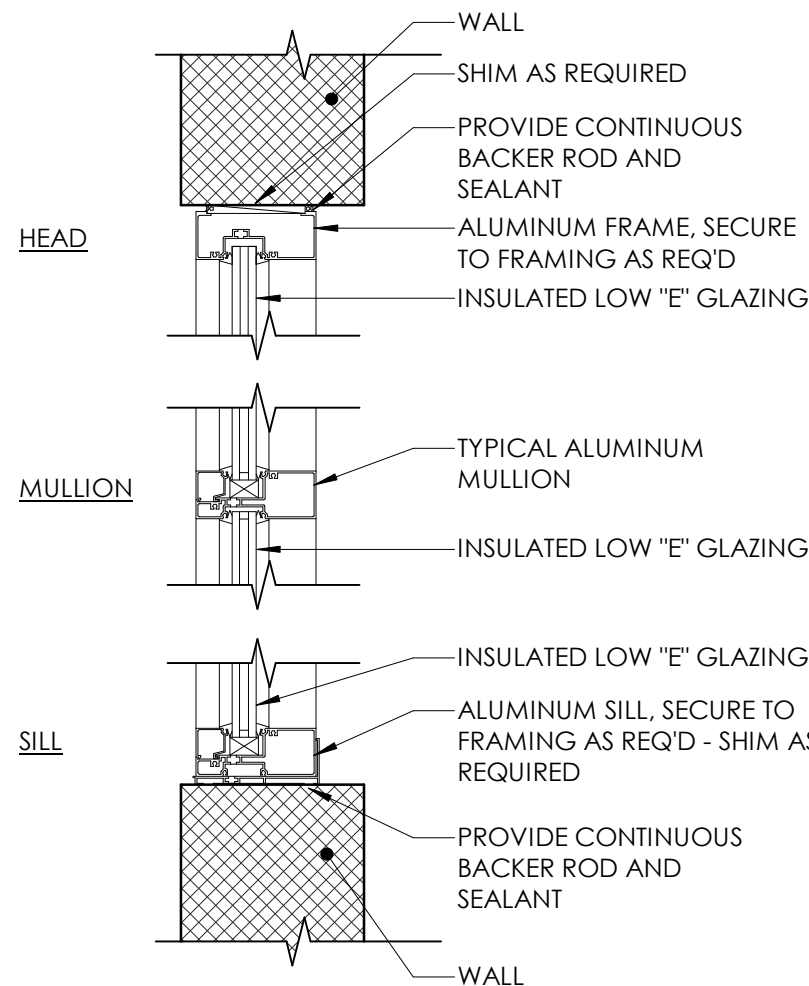 WALL
SHIM AS REQUIRED
PROVIDE CONTINUOUS
BACKER ROD AND
SEALANT
HEAD
ALUMINUM FRAME, SECURE
TO FRAMING AS REQ'D
INSULATED LOW "E" GLAZING
MULLION
TYPICAL ALUMINUM
MULLION
INSULATED LOW "E" GLAZING
INSULATED LOW "E" GLAZING
SILL
ALUMINUM SILL, SECURE TO
FRAMING AS REQ'D - SHIM AS
REQUIRED
PROVIDE CONTINUOUS
BACKER ROD AND
SEALANT
WALL